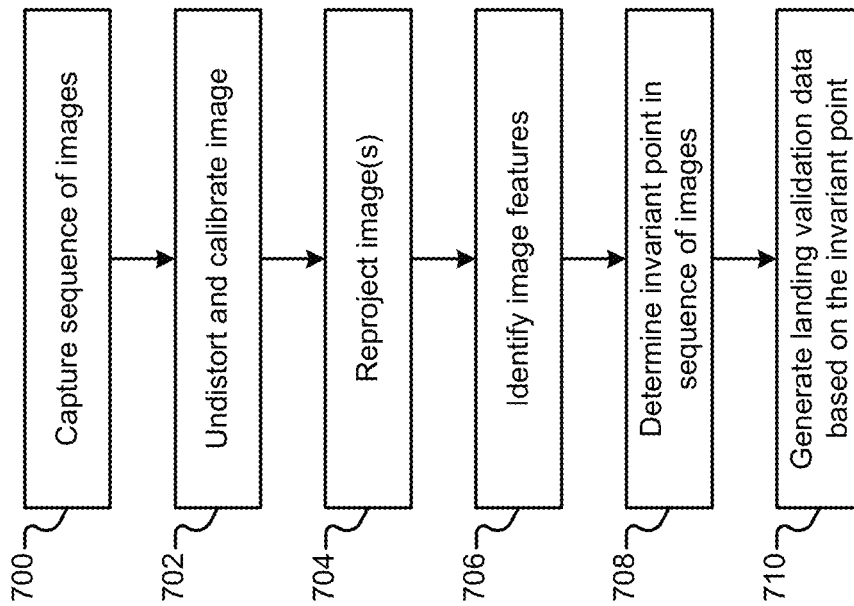 700
Capture sequence of images
702
Undistort and calibrate image
704
Reproject image(s)
706
Identify image features
708
Determine invariant point in
sequence of images
710
Generate landing validation data
based on the invariant point